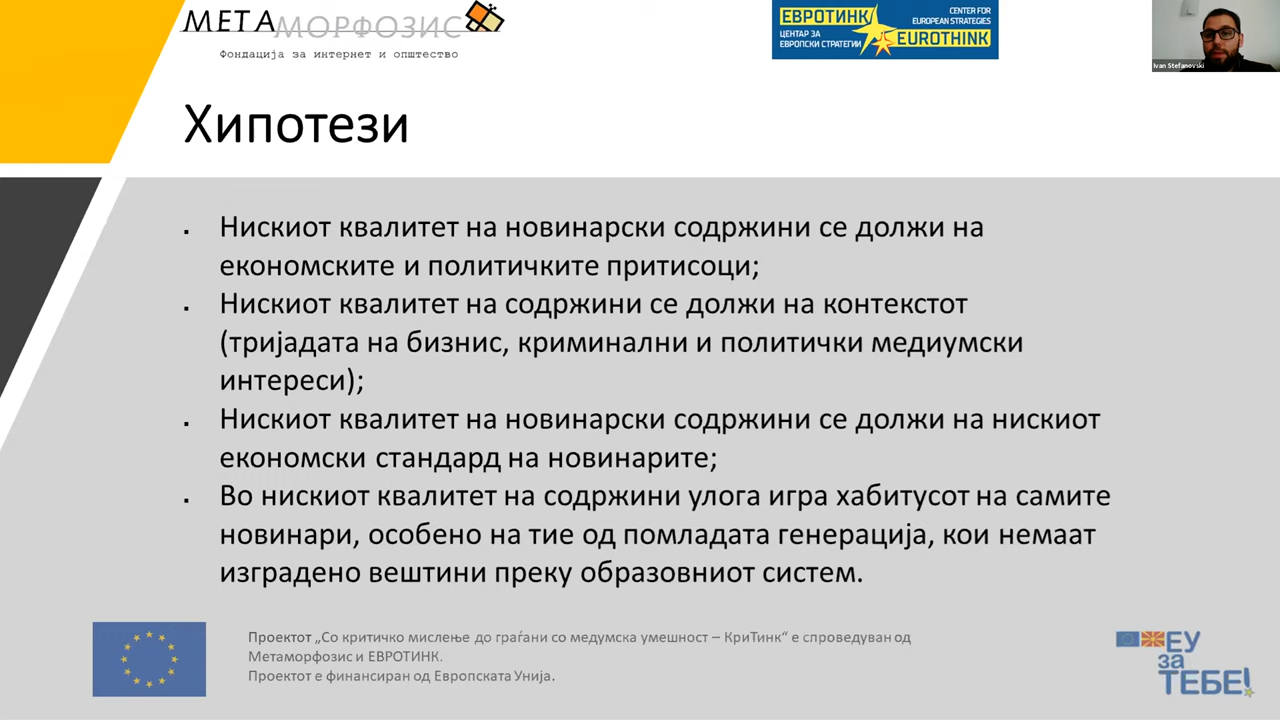 МЕТАМОРФОЗИС
Фондација за интернет и општество
ЕВРОТИНК
ЦЕНТАР ЗА
ЕВРОПСКИ СТРАТЕГИИ
CENTER FOR
EUROPEAN STRATEGIES
EUROTHINK
Ivan Stefanovski
Хипотези
▪ Нискиот квалитет на новинарски содржини се должи на
економските и политичките притисоци;
▪ Нискиот квалитет на содржини се должи на контекстот
(тријадата на бизнис, криминални и политички медиумски
интереси);
▪ Нискиот квалитет на новинарски содржини се должи на нискиот
економски стандард на новинарите;
▪ Во нискиот квалитет на содржини улога игра хабитусот на самите
новинари, особено на тие од помладата генерација, кои немаат
изградено вештини преку образовниот систем.
Проектот „Со критичко мислење до граѓани со медумска умешност – КриТинк“ е спроведуван од
Метаморфозис и ЕВРОТИНК.
Проектот е финансиран од Европската Унија.
ЕУ
за
ТЕБЕ!